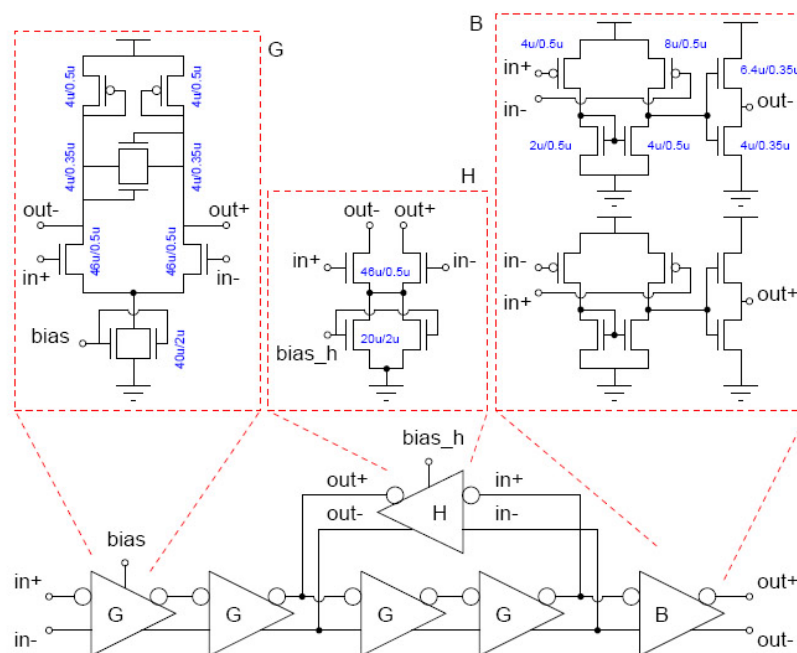 G
4u/0.5u
4u/0.5u
4u/0.35u
4u/0.35u
out-
out+
46u/0.5u
46u/0.5u
in+
in-
bias
40u/2u
H
out- out+
in+
46u/0.5u
in-
20u/2u
bias_h
B
4u/0.5u
8u/0.5u
in+
in-
6.4u/0.35u
out-
2u/0.5u
4u/0.5u
4u/0.35u
in-
in+
out+
bias_h
out+
in+
out-
H
in-
bias
in+
in-
G
G
G
G
B
out+
out-